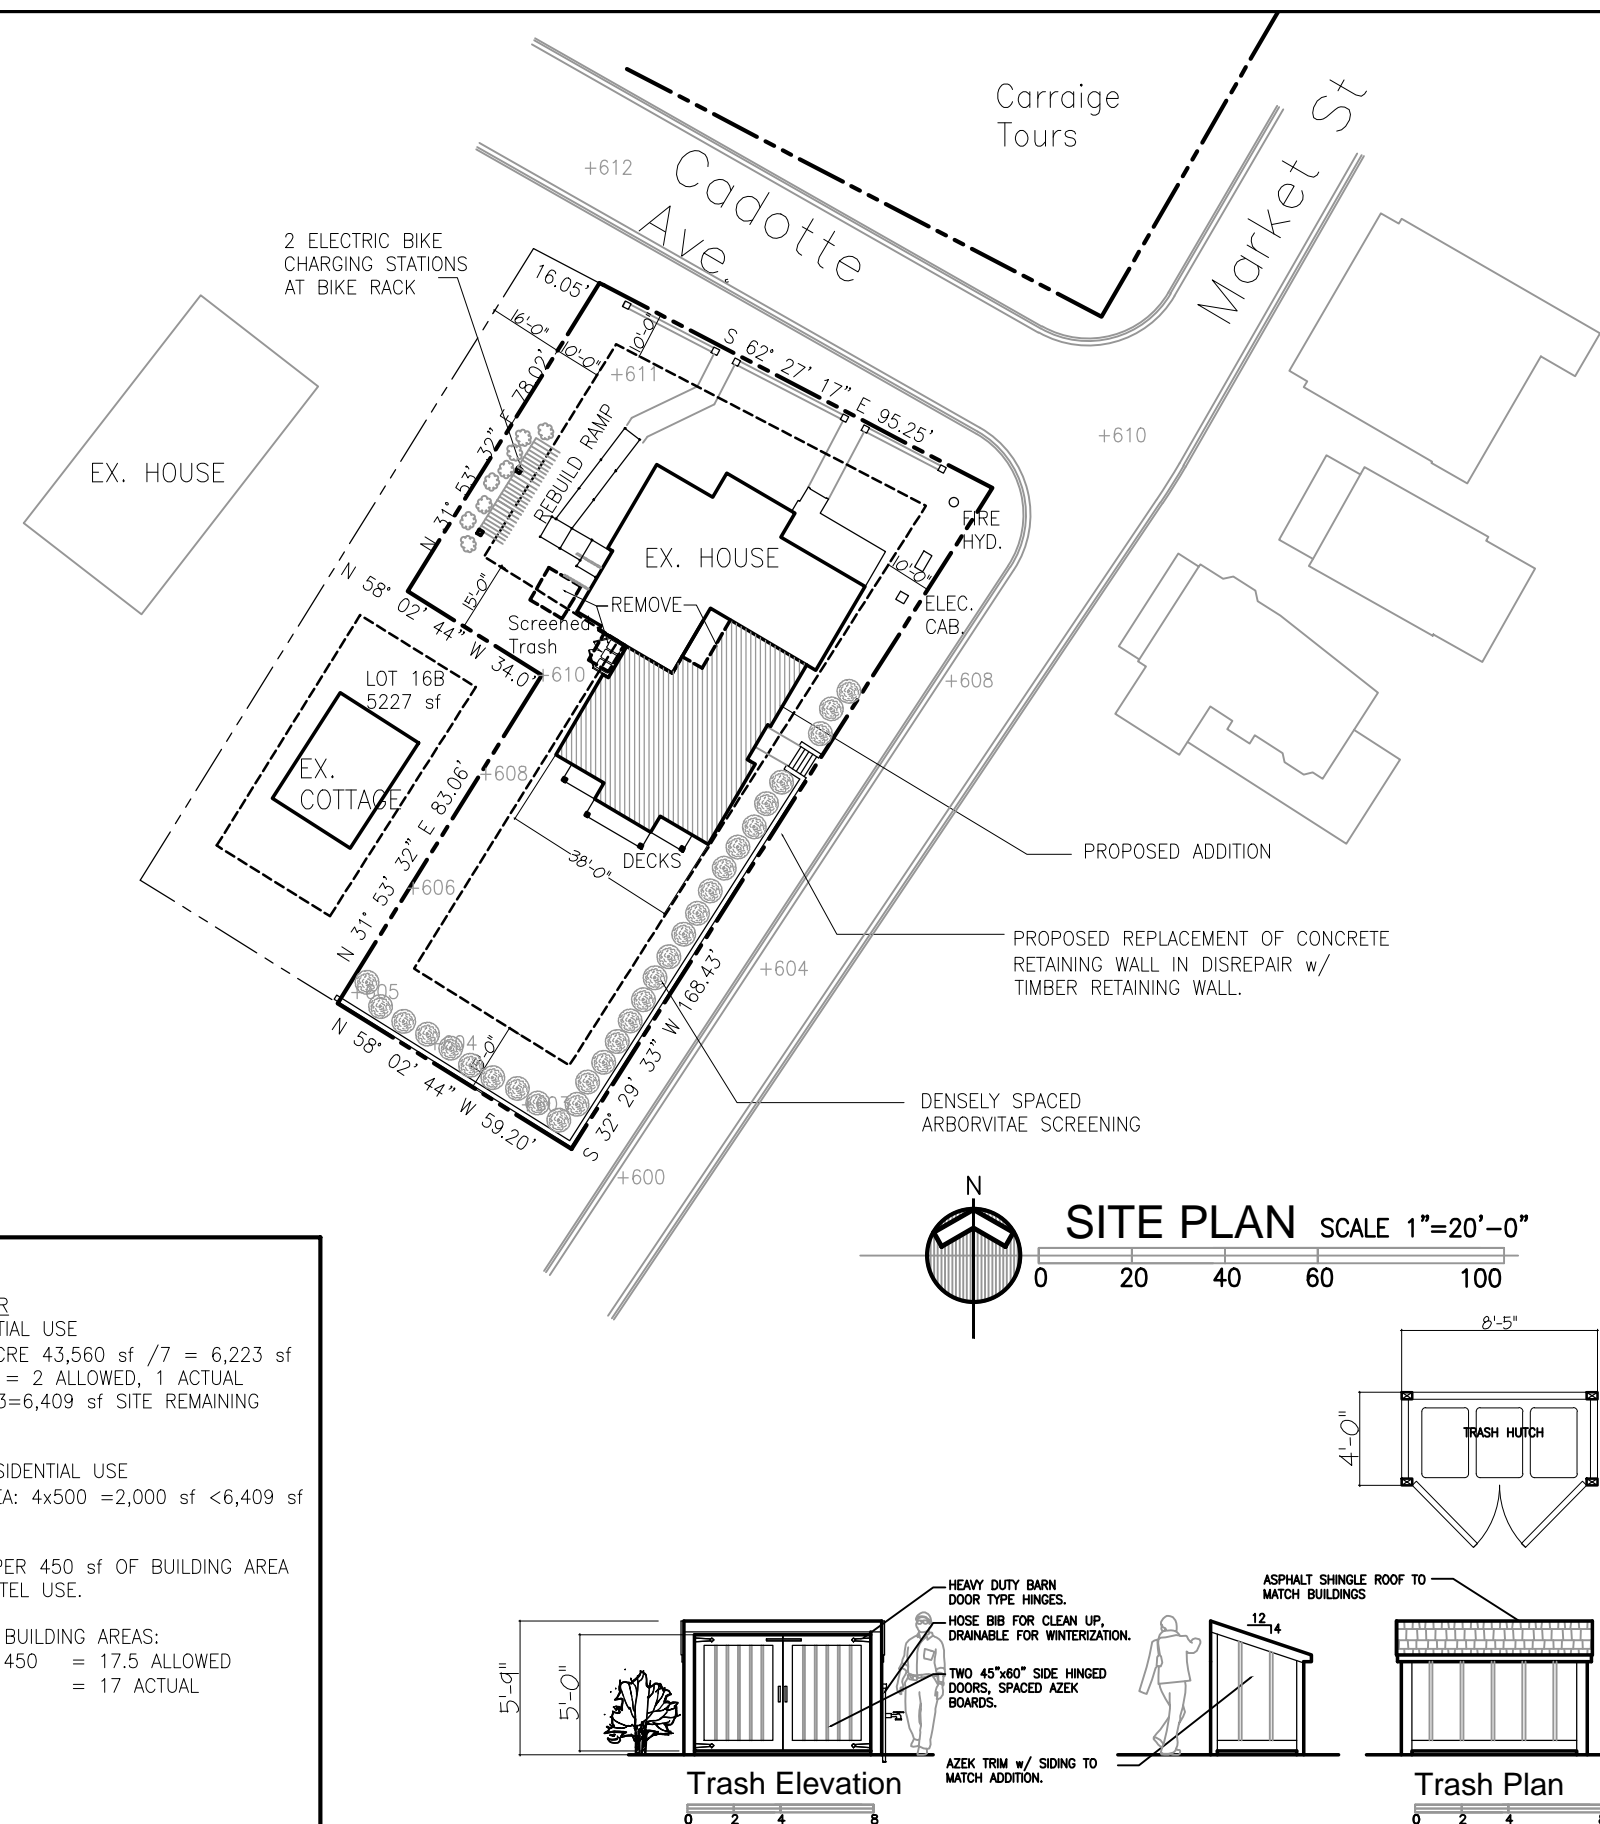 Carraige
Tours
Market St
Cadotte
Ave.
+612
2 ELECTRIC BIKE
CHARGING STATIONS
AT BIKE RACK
16.05'
16'-0"
10'-0"
10'-0"
+611
S 62° 27' 17" E 95.25'
+610
N 31° 53' 32" E 78.02'
REBUILD RAMP
EX. HOUSE
EX. HOUSE
FIRE
HYD.
10'-0"
ELEC.
CAB.
N 58° 02' 44" W 34.0'
15'-0"
REMOVE
Screened
Trash
+610
+608
LOT 16B
5227 sf
EX.
COTTAGE
+608
N 31° 53' 32" E 83.06'
38'-0"
DECKS
PROPOSED ADDITION
+606
PROPOSED REPLACEMENT OF CONCRETE
RETAINING WALL IN DISREPAIR w/
TIMBER RETAINING WALL.
+604
+605
+604
S 32° 29' 33" W 168.43'
N 58° 02' 44" W 59.20'
DENSELY SPACED
ARBORVITAE SCREENING
+600
N
SITE PLAN SCALE 1"=20'-0"
0 20 40 60 100
TIAL USE
CRE 43,560 sf /7 = 6,223 sf
= 2 ALLOWED, 1 ACTUAL
3=6,409 sf SITE REMAINING
SIDENTIAL USE
EA: 4x500 =2,000 sf <6,409 sf
PER 450 sf OF BUILDING AREA
TEL USE.
BUILDING AREAS:
450 = 17.5 ALLOWED
= 17 ACTUAL
8'-5"
4'-0"
TRASH HUTCH
HEAVY DUTY BARN
DOOR TYPE HINGES.
HOSE BIB FOR CLEAN UP,
DRAINABLE FOR WINTERIZATION.
TWO 45"x60" SIDE HINGED
DOORS, SPACED AZEK
BOARDS.
AZEK TRIM w/ SIDING TO
MATCH ADDITION.
ASPHALT SHINGLE ROOF TO
MATCH BUILDINGS
12
4
5'-9"
5'-0"
Trash Elevation
0 2 4 8
Trash Plan
0 2 4 8